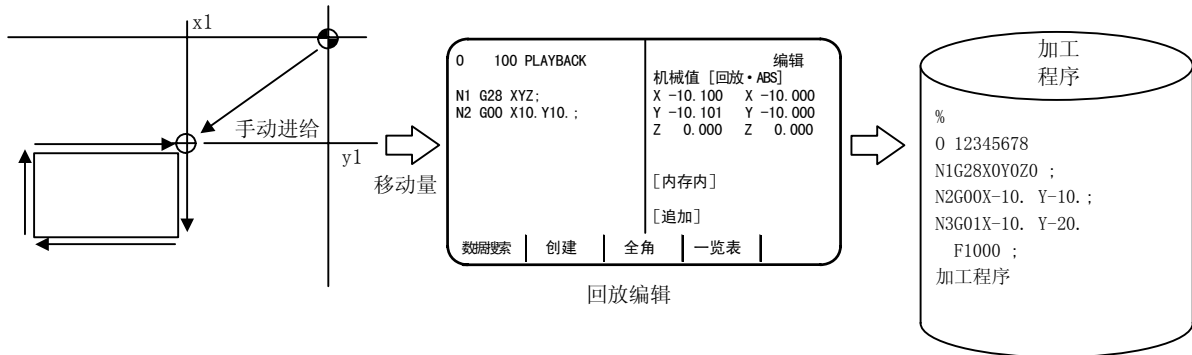 x1
手动进给
y1
移动量
O 100 PLAYBACK
N1 G28 XYZ;
N2 G00 X10. Y10. ;
编辑
机械值 [回放・ABS]
X -10.100 X -10.000
Y -10.101 Y -10.000
Z 0.000 Z 0.000
[内存内]
[追加]
数据搜索 创建 全角 一览表
回放编辑
加工
程序
%
O 12345678
N1G28X0Y0Z0 ;
N2G00X-10. Y-10.;
N3G01X-10. Y-20.
F1000 ;
加工程序